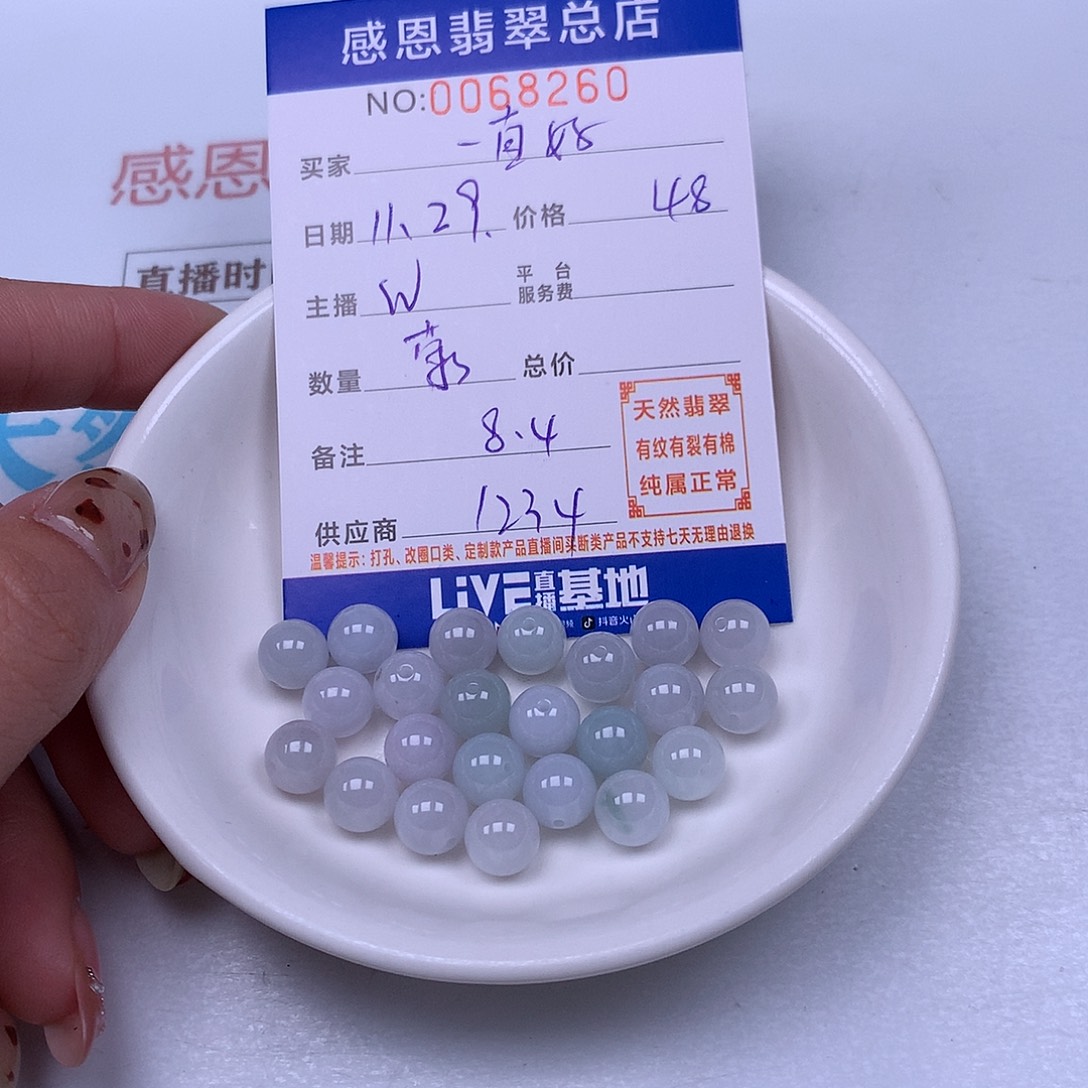 感恩翡翠总店
NO:0068260
感恩
买家 一直好
直播时
日期 11.29. 价格 48
主播 W 平台服务费
数量 总价
备注 8.4
天然翡翠
有纹有裂有棉
纯属正常
供应商 1234
温馨提示:打孔、改圈口类、定制款产品直播间买断类产品不支持七天无理由退换
LiVE直播基地
抖音火